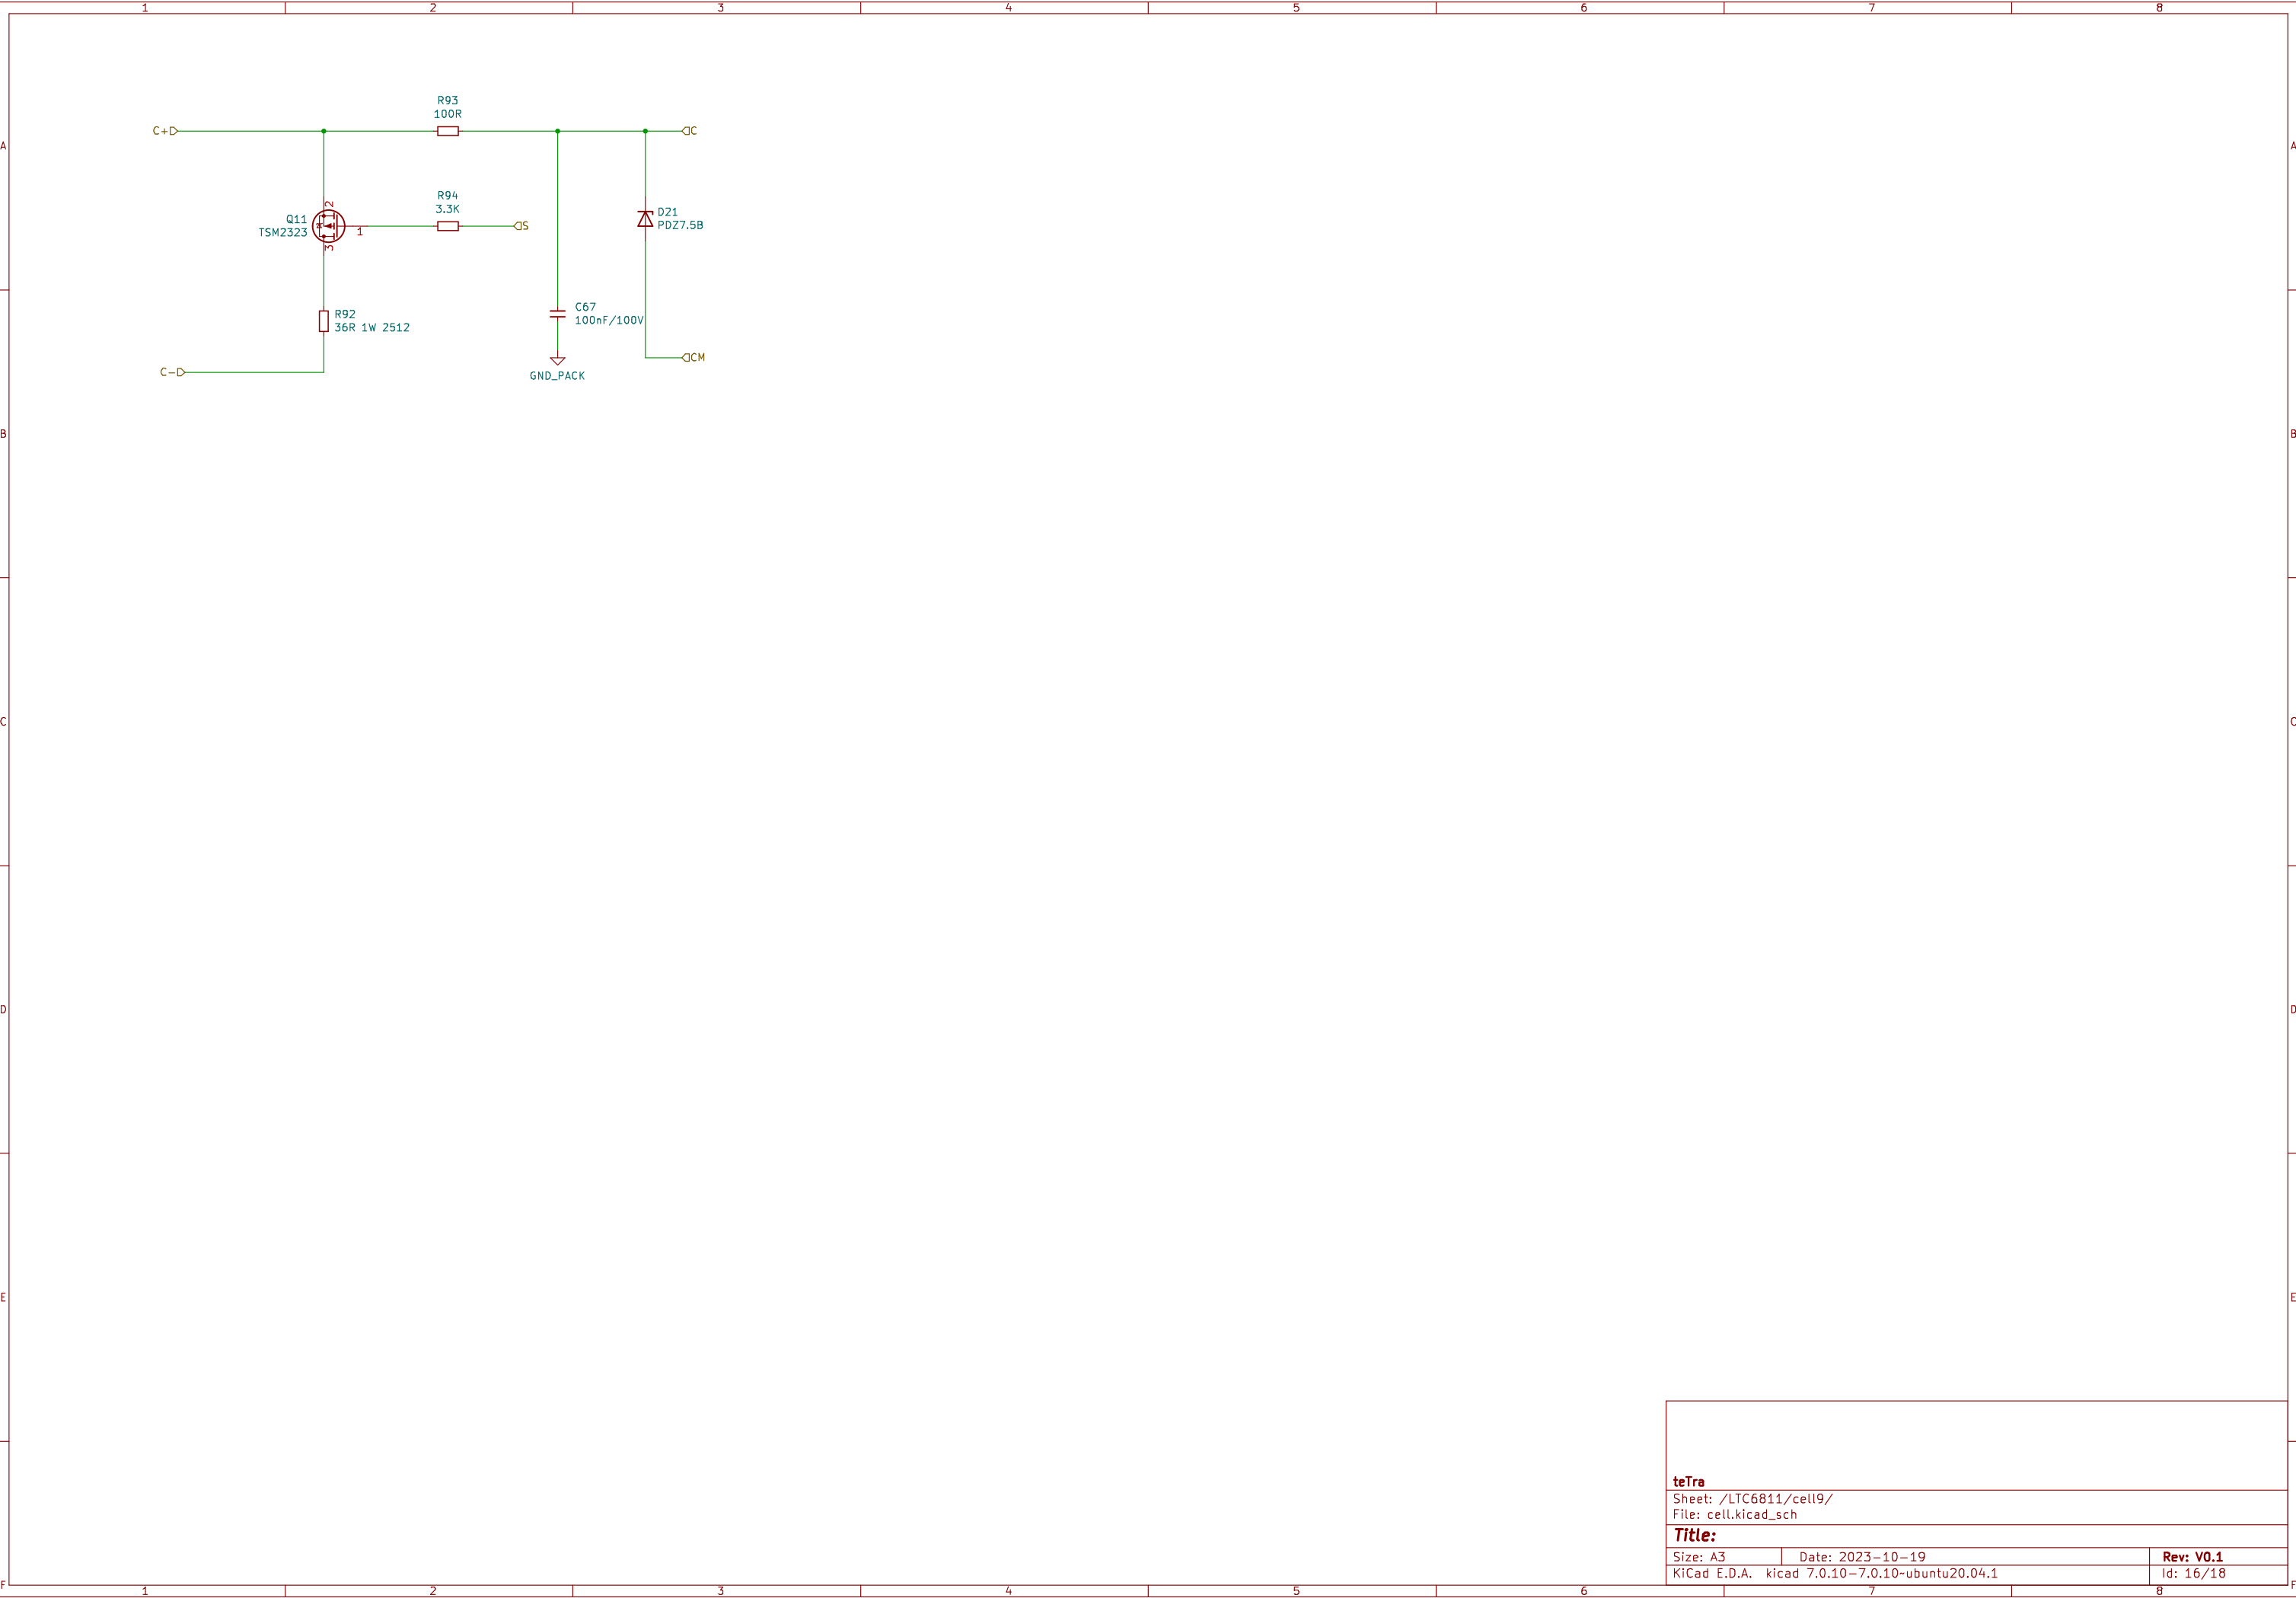 1 2 3 4 5 6 7 8
R93
100R
C+
C
A
A
R94
3.3K
2
Q11
TSM2323
1
S
D21
PDZ7.5B
3
C67
100nF/100V
R92
36R 1W 2512
CM
C-
GND_PACK
B
B
C
C
D
D
E
E
teTra
Sheet: /LTC6811/cell9/
File: cell.kicad_sch
Title:
Size: A3
Date: 2023-10-19
Rev: V0.1
KiCad E.D.A. kicad 7.0.10-7.0.10~ubuntu20.04.1
Id: 16/18
F
F
1 2 3 4 5 6 7 8